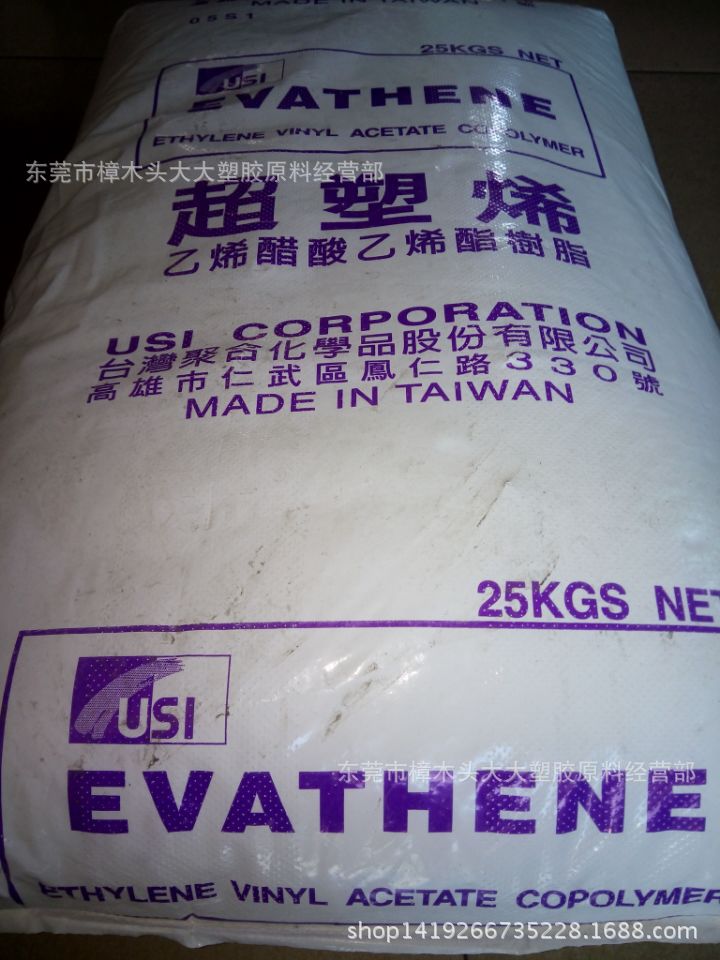 MADE IN TAIWAN
05S1
25KGS NET
USI
EVATHENE
ETHYLENE VINYL ACETATE COPOLYMER
东莞市樟木头大大塑胶原料经营部
超塑烯
乙烯醋酸乙烯酯樹脂
USI CORPORATION
台灣聚合化學品股份有限公司
高雄市仁武區鳳仁路330號
MADE IN TAIWAN
25KGS NET
USI
东莞市樟木头大大塑胶原料经营部
EVATHENE
ETHYLENE VINYL ACETATE COPOLYMER
shop1419266735228.1688.com